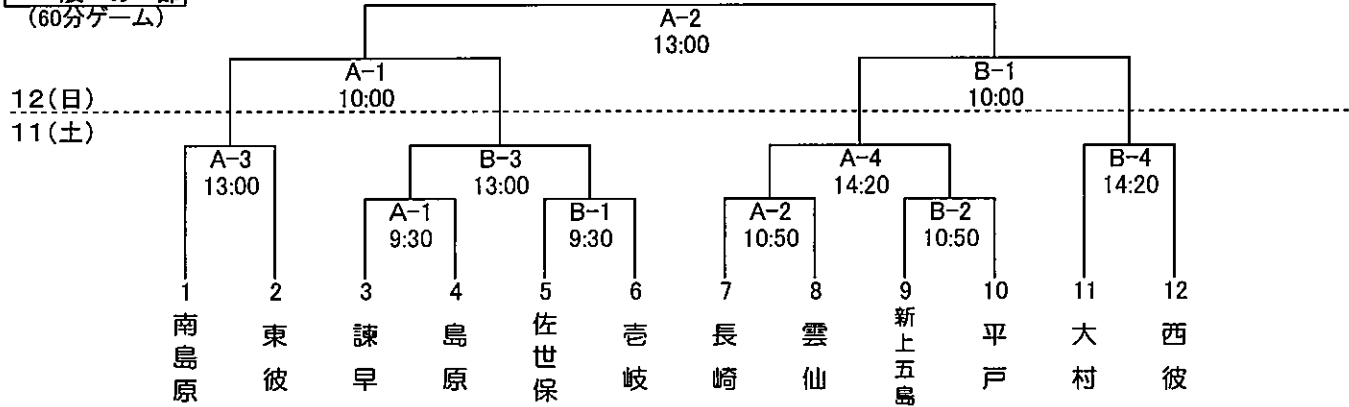 (60分ゲーム)
A-2
13:00
A-1
10:00
B-1
10:00
12(日)
11(土)
A-3
13:00
B-3
13:00
A-4
14:20
B-4
14:20
A-1
9:30
B-1
9:30
A-2
10:50
B-2
10:50
1 2 3 4 5 6 7 8 9 10 11 12
南島原
東彼
諫早
島原
佐世保
壱岐
長崎
雲仙
新上五島
平戸
大村
西彼